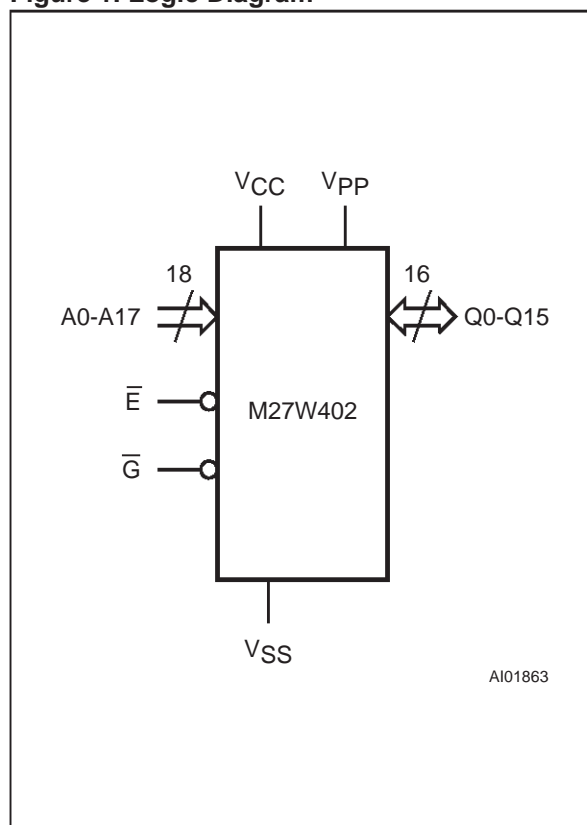 Figure 1. Logic Diagram
VCC VPP
18 16
A0-A17 Q0-Q15
E̅
M27W402
G̅
VSS
AI01863